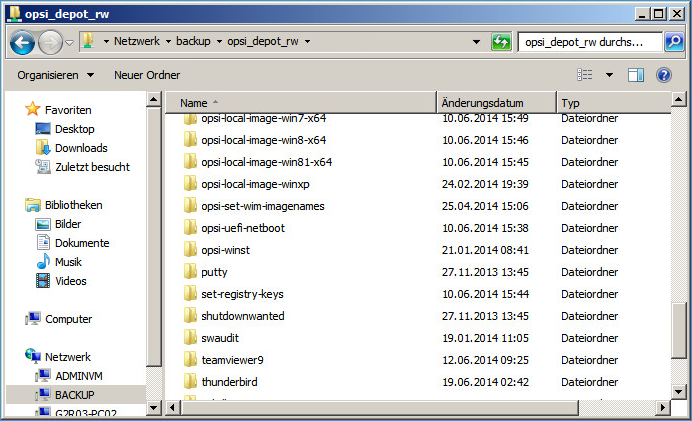 opsi_depot_rw
Netzwerk backup opsi_depot_rw
opsi_depot_rw durchs...
Organisieren Neuer Ordner
Favoriten
Desktop
Downloads
Zuletzt besucht
Bibliotheken
Bilder
Dokumente
Musik
Videos
Computer
Netzwerk
ADMINVM
BACKUP
G2R03-PC02
Name Änderungsdatum Typ
opsi-local-image-win7-x64 10.06.2014 15:49 Dateiordner
opsi-local-image-win8-x64 10.06.2014 15:46 Dateiordner
opsi-local-image-win81-x64 10.06.2014 15:45 Dateiordner
opsi-local-image-winxp 24.02.2014 19:39 Dateiordner
opsi-set-wim-imagenames 25.04.2014 15:06 Dateiordner
opsi-uefi-netboot 10.06.2014 15:38 Dateiordner
opsi-winst 21.01.2014 08:41 Dateiordner
putty 27.11.2013 13:45 Dateiordner
set-registry-keys 10.06.2014 15:44 Dateiordner
shutdownwanted 27.11.2013 13:45 Dateiordner
swaudit 19.01.2014 11:05 Dateiordner
teamviewer9 12.06.2014 09:25 Dateiordner
thunderbird 19.06.2014 02:42 Dateiordner